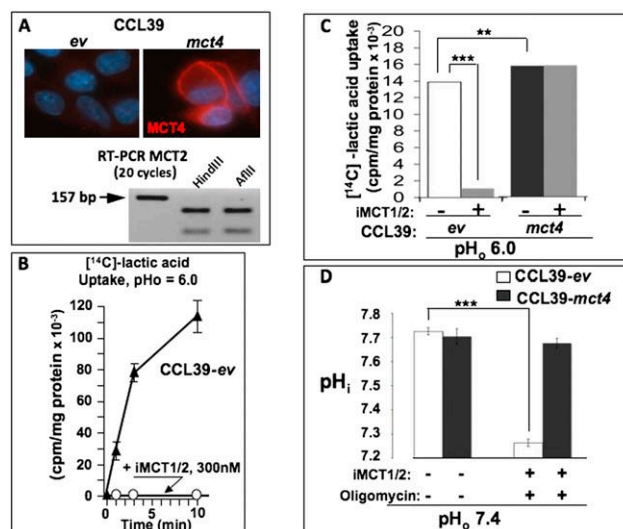 A
CCL39
ev mct4
MCT4
RT-PCR MCT2
(20 cycles)
HindIII
AflII
157 bp
B
[¹⁴C]-lactic acid
Uptake, pHo = 6.0
(cpm/mg protein x 10⁻³)
140
120
100
80
60
40
20
0
CCL39-ev
+ iMCT1/2, 300nM
0 5 10
Time (min)
C
[¹⁴C] -lactic acid uptake
(cpm/mg protein x 10⁻³)
20
18
16
14
12
10
8
6
4
2
0
**
***
iMCT1/2: - + - +
CCL39: ev mct4
pHₒ 6.0
D
CCL39-ev
CCL39-mct4
***
pHᵢ
7.8
7.7
7.6
7.5
7.4
7.3
7.2
iMCT1/2: - - + +
Oligomycin: - - + +
pHₒ 7.4